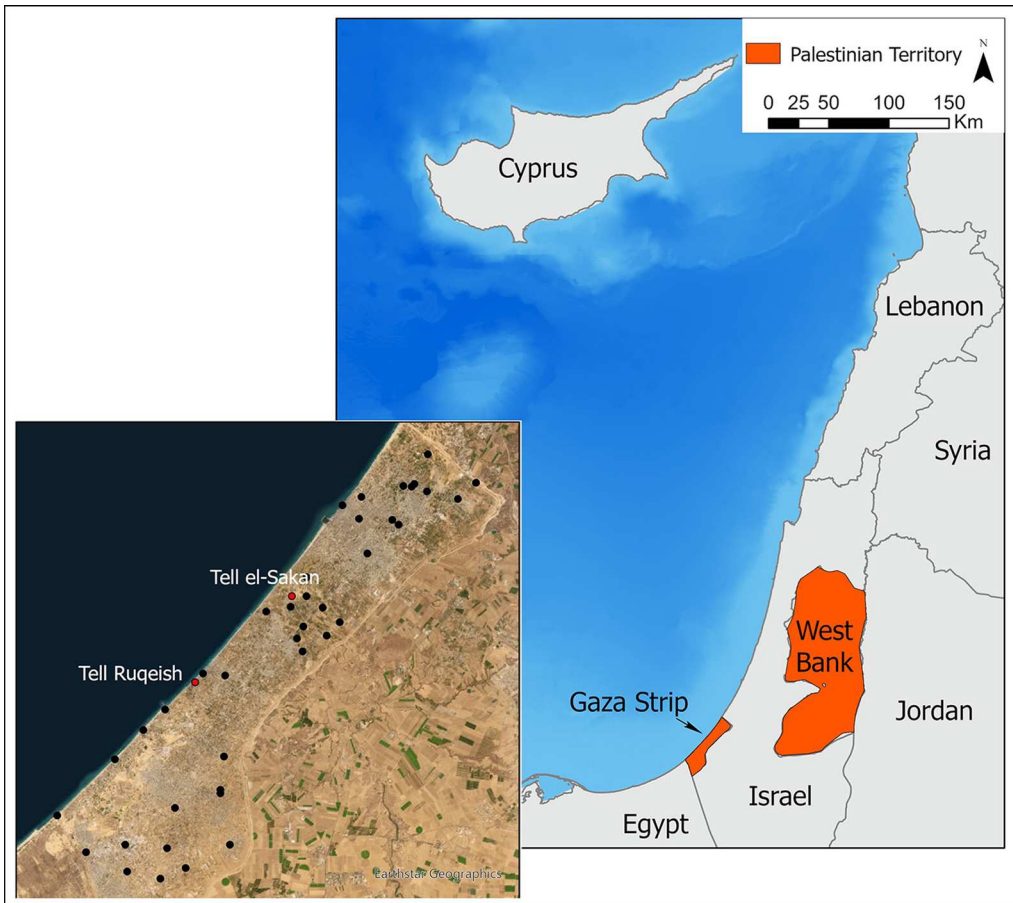 Palestinian Territory
N
0 25 50 100 150
Km
Cyprus
Lebanon
Syria
Tell el-Sakan
West
Bank
Tell Ruqeish
Gaza Strip
Jordan
Israel
Egypt
Earthstar Geographics